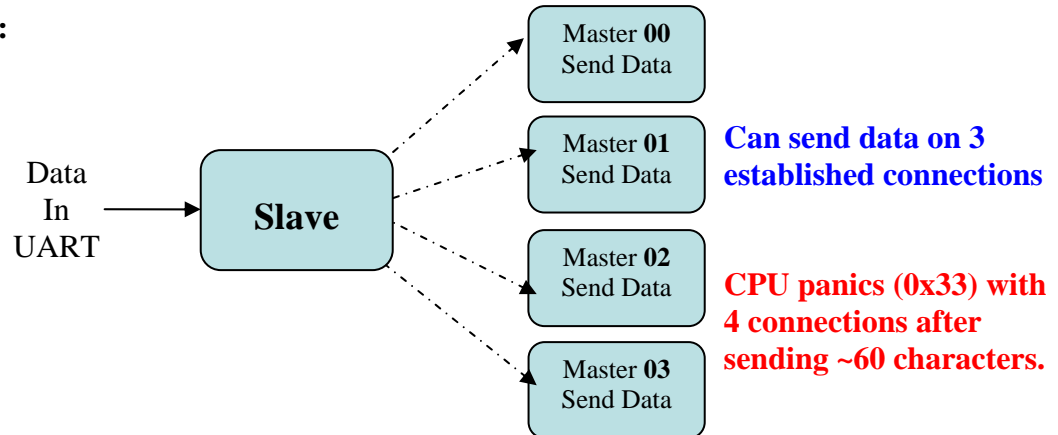 :
Master 00
Send Data
Master 01
Send Data
Can send data on 3
established connections
Data
In
UART
Slave
Master 02
Send Data
CPU panics (0x33) with
4 connections after
sending ~60 characters.
Master 03
Send Data